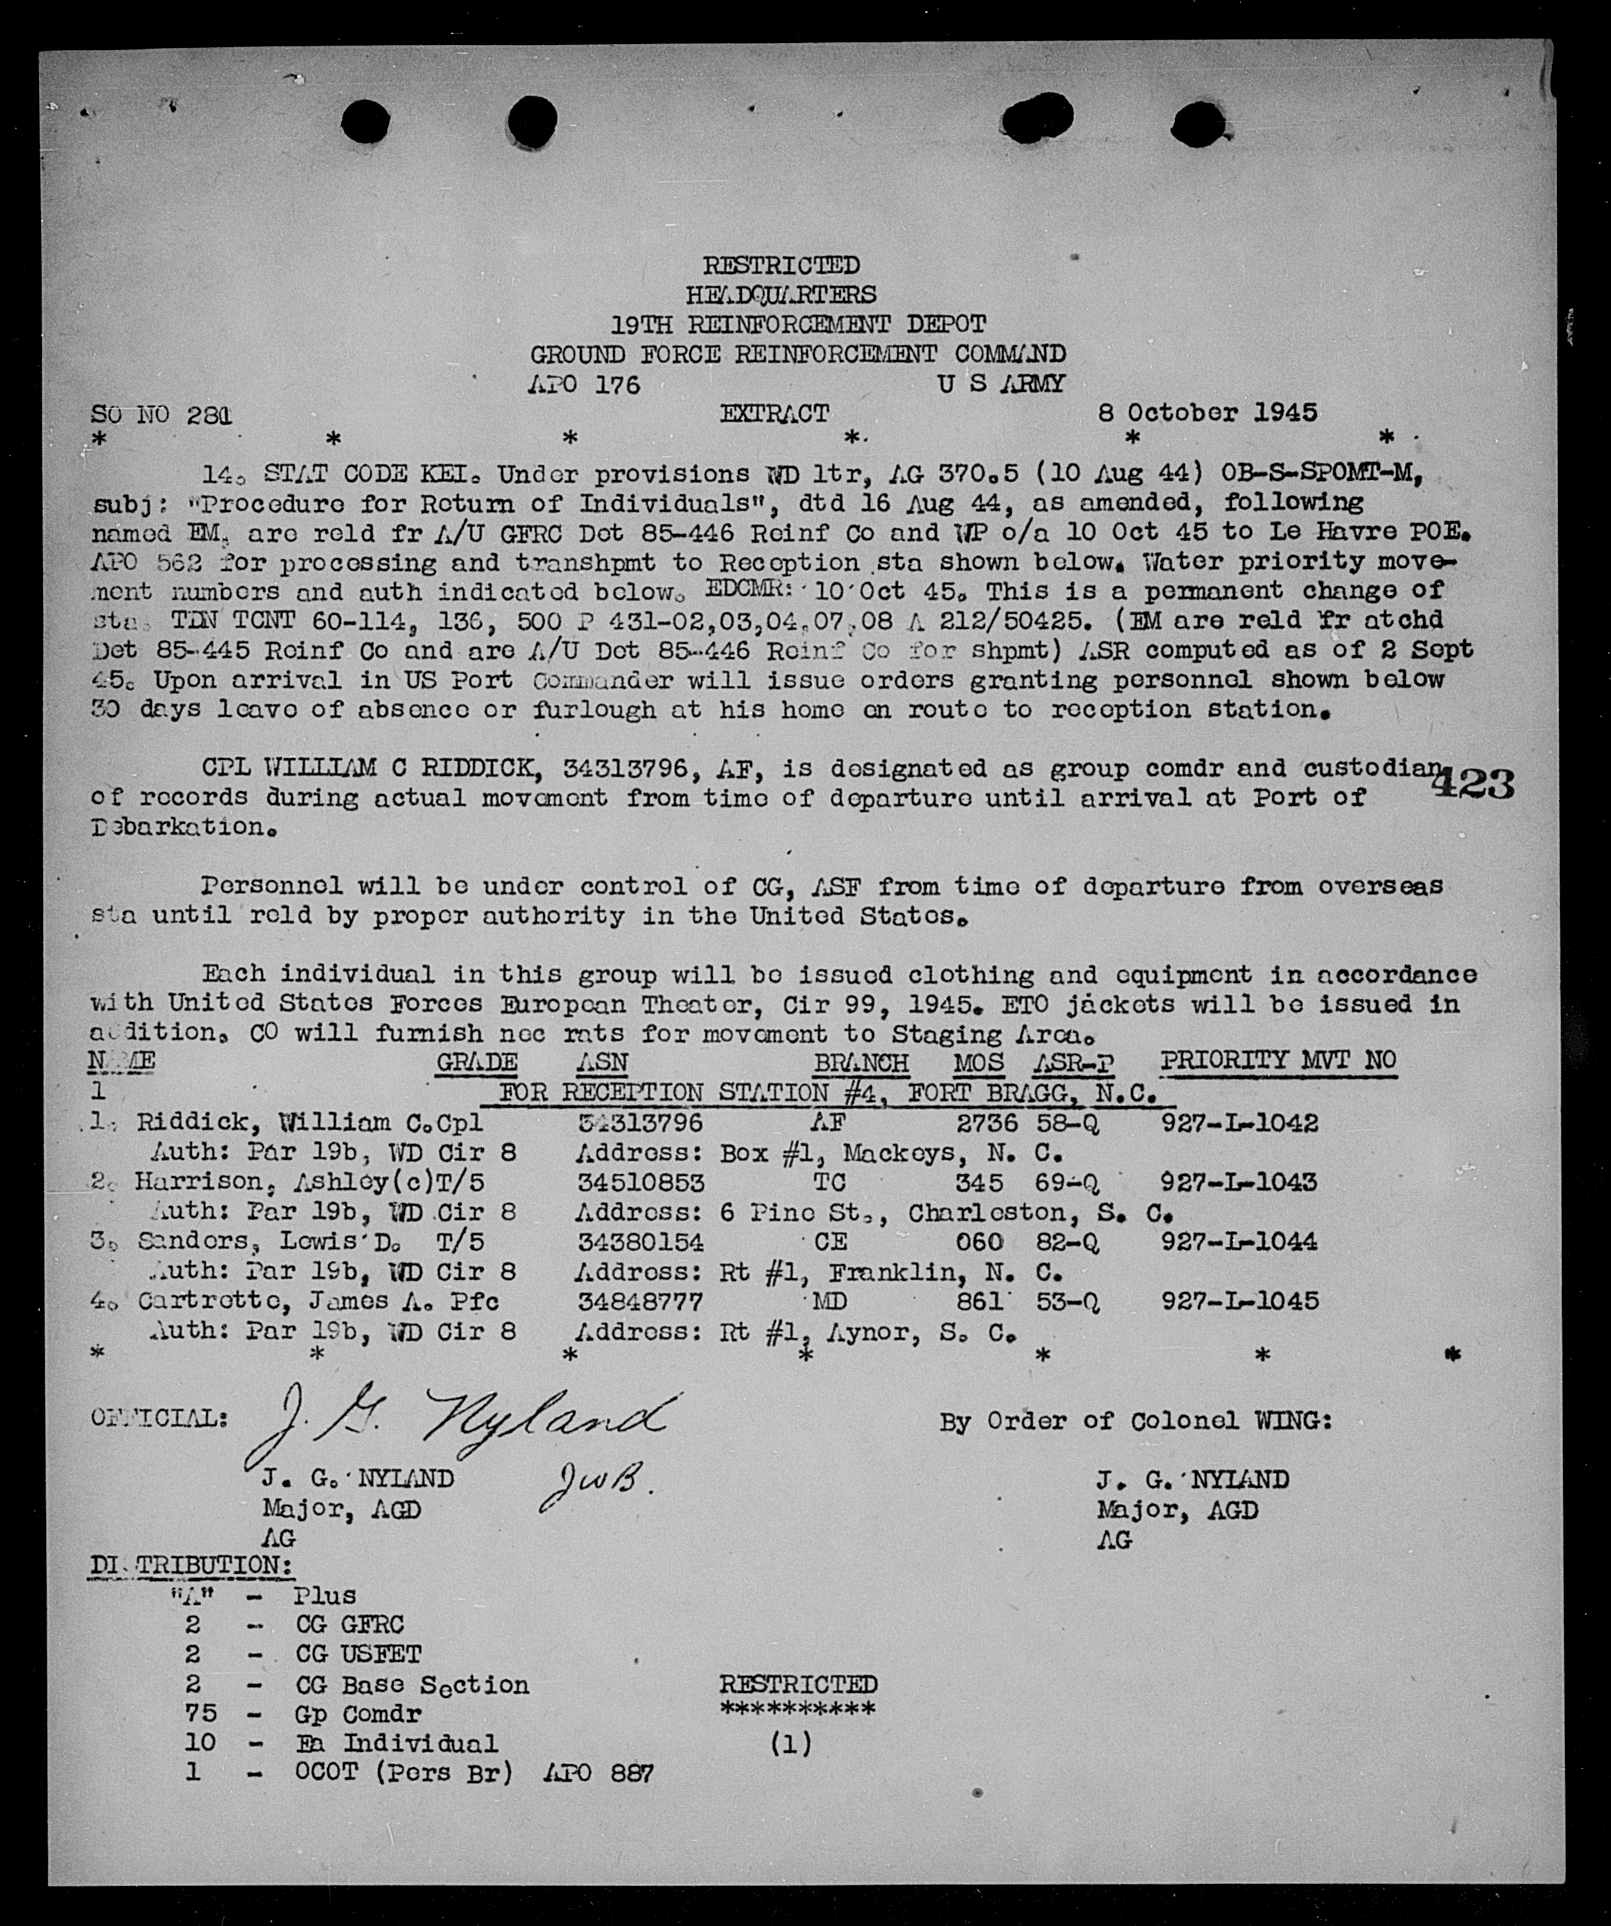 RESTRICTED
HEADQUARTERS
19TH REINFORCEMENT DEPOT
GROUND FORCE REINFORCEMENT COMMAND
APO 176 U S ARMY
SO NO 281 EXTRACT 8 October 1945
* * * * * *
14. STAT CODE KEI. Under provisions WD ltr, AG 370.5 (10 Aug 44) OB-S-SPOMT-M,
subj: "Procedure for Return of Individuals", dtd 16 Aug 44, as amended, following
named EM, are reld fr A/U GFRC Det 85-446 Reinf Co and WP o/a 10 Oct 45 to Le Havre POE.
APO 562 for processing and transhpmt to Reception sta shown below. Water priority move-
ment numbers and auth indicated below. EDCMR: 10 Oct 45. This is a permanent change of
sta. TDN TCNT 60-114, 136, 500 P 431-02,03,04,07,08 A 212/50425. (EM are reld fr atchd
Det 85-445 Reinf Co and are A/U Det 85-446 Reinf Co for shpmt) ASR computed as of 2 Sept
45. Upon arrival in US Port Commander will issue orders granting personnel shown below
30 days leave of absence or furlough at his home en route to reception station.
CPL WILLIAM C RIDDICK, 34313796, AF, is designated as group comdr and custodian
423
of records during actual movement from time of departure until arrival at Port of
Debarkation.
Personnel will be under control of CG, ASF from time of departure from overseas
sta until reld by proper authority in the United States.
Each individual in this group will be issued clothing and equipment in accordance
with United States Forces European Theater, Cir 99, 1945. ETO jackets will be issued in
addition. CO will furnish nec rats for movement to Staging Area.
NAME GRADE ASN BRANCH MOS ASR-P PRIORITY MVT NO
1 FOR RECEPTION STATION #4, FORT BRAGG, N.C.
1. Riddick, William C.Cpl 34313796 AF 2736 58-Q 927-L-1042
Auth: Par 19b, WD Cir 8 Address: Box #1, Mackeys, N. C.
2. Harrison, Ashley(c)T/5 34510853 TC 345 69-Q 927-L-1043
Auth: Par 19b, WD Cir 8 Address: 6 Pine St., Charleston, S. C.
3. Sanders, Lewis D. T/5 34380154 CE 060 82-Q 927-L-1044
Auth: Par 19b, WD Cir 8 Address: Rt #1, Franklin, N. C.
4. Cartrette, James A. Pfc 34848777 MD 861 53-Q 927-L-1045
Auth: Par 19b, WD Cir 8 Address: Rt #1, Aynor, S. C.
* * * * * * *
OFFICIAL: J. G. Nyland By Order of Colonel WING:
J. G. NYLAND JWB. J. G. NYLAND
Major, AGD Major, AGD
AG AG
DISTRIBUTION:
"A" - Plus
2 - CG GFRC
2 - CG USFET
2 - CG Base Section RESTRICTED
75 - Gp Comdr **********
10 - Ea Individual (1)
1 - OCOT (Pers Br) APO 887